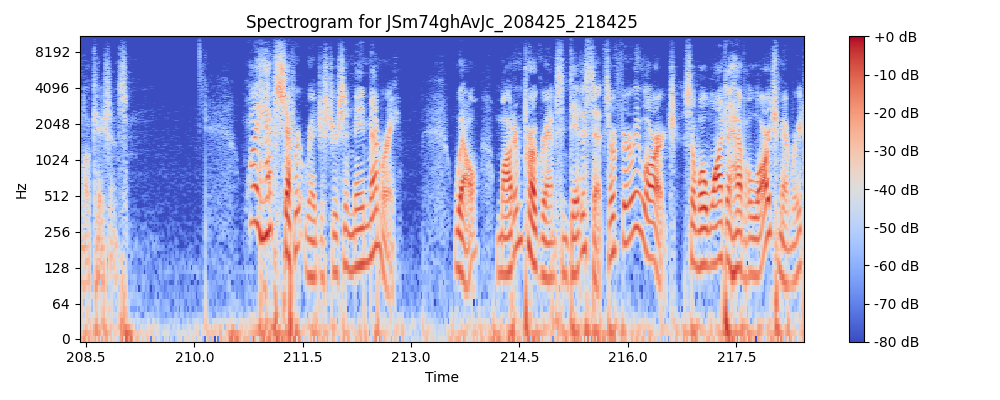 Spectrogram for JSm74ghAvJc_208425_218425
8192
4096
2048
1024
512
256
128
64
0
Hz
208.5 210.0 211.5 213.0 214.5 216.0 217.5
Time
+0 dB
-10 dB
-20 dB
-30 dB
-40 dB
-50 dB
-60 dB
-70 dB
-80 dB